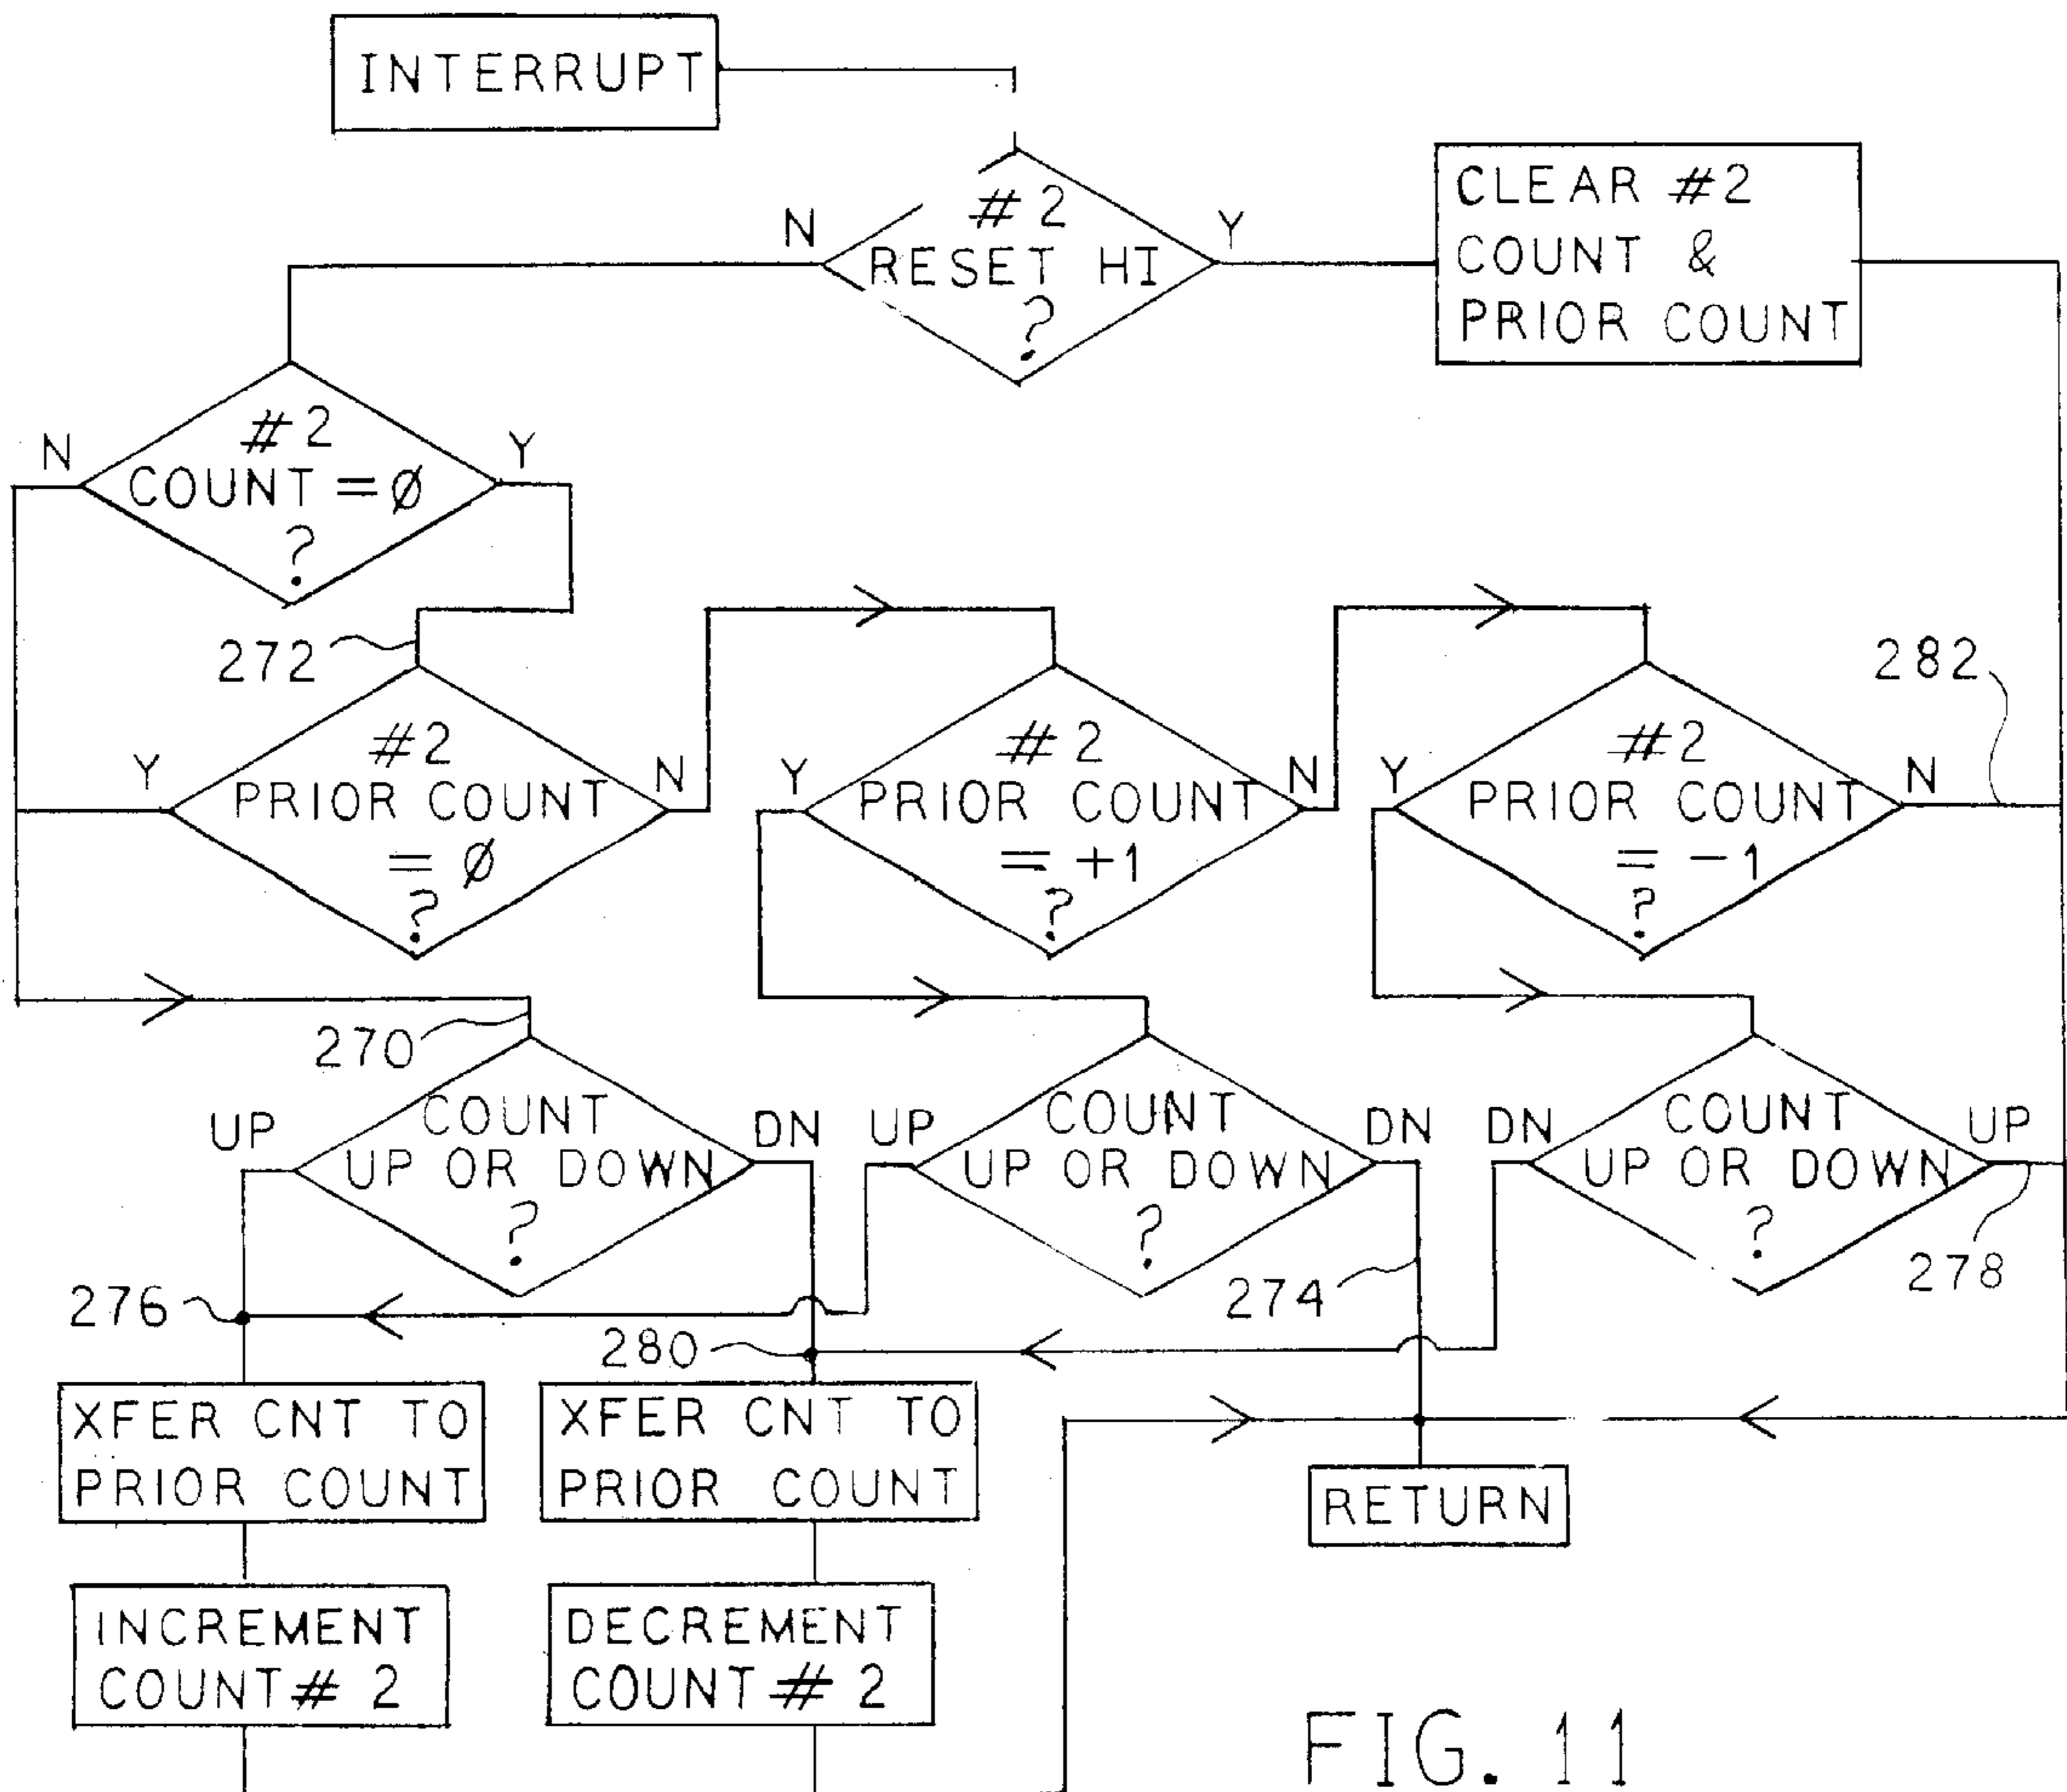 INTERRUPT
#2
RESET HI
?
N
Y
CLEAR #2
COUNT &
PRIOR COUNT
#2
COUNT = Ø
?
N
Y
272
#2
PRIOR COUNT
= Ø
?
Y
N
#2
PRIOR COUNT
= +1
?
Y
N
#2
PRIOR COUNT
= -1
?
Y
N
282
270
COUNT
UP OR DOWN
?
UP
DN
COUNT
UP OR DOWN
?
UP
DN
COUNT
UP OR DOWN
?
DN
UP
276
280
274
278
XFER CNT TO
PRIOR COUNT
XFER CNT TO
PRIOR COUNT
RETURN
INCREMENT
COUNT # 2
DECREMENT
COUNT # 2
FIG. 11